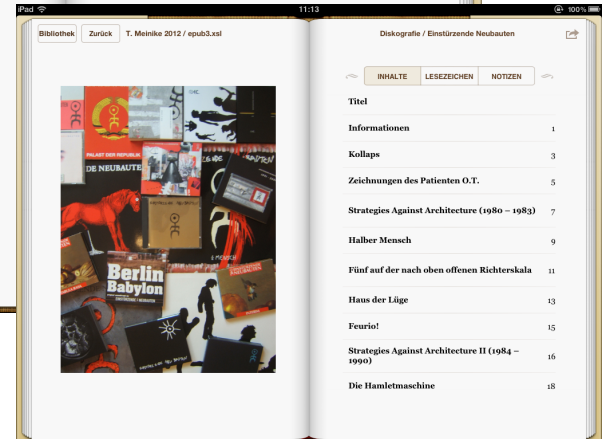 iPad
11:13
100%
Bibliothek
Zurück
T. Meinike 2012 / epub3.xsl
Diskografie / Einstürzende Neubauten
INHALTE
LESEZEICHEN
NOTIZEN
Titel
Informationen 1
Kollaps 3
Zeichnungen des Patienten O.T. 5
Strategies Against Architecture (1980 – 1983) 7
Halber Mensch 9
Fünf auf der nach oben offenen Richterskala 11
Haus der Lüge 13
Feurio! 15
Strategies Against Architecture II (1984 –
1990) 16
Die Hamletmaschine 18
PALAST DER REPUBLIK
DE NEUBAUTE
Berlin
Babylon